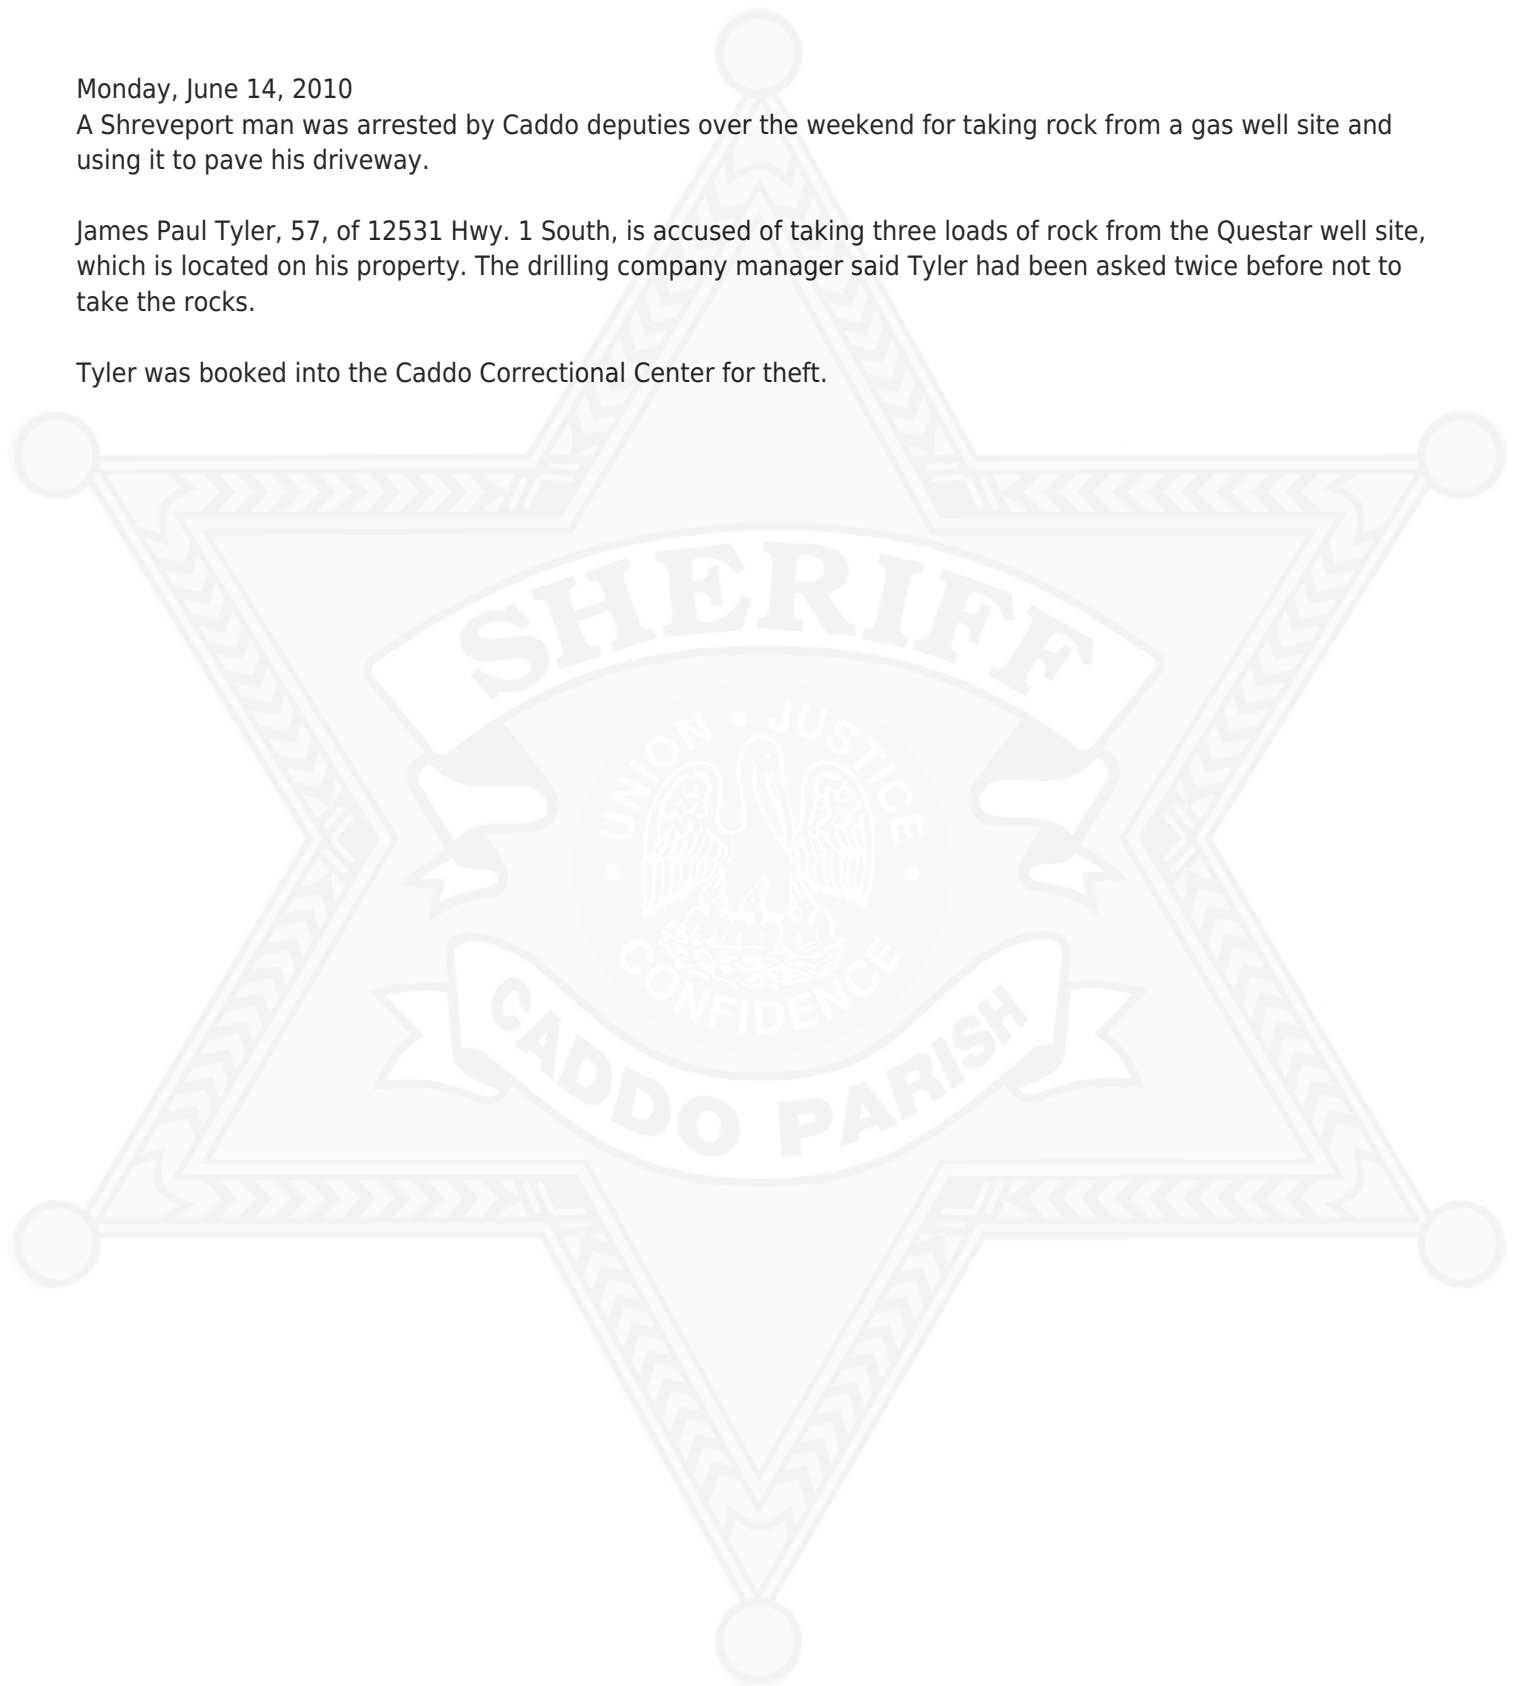 Monday, June 14, 2010
A Shreveport man was arrested by Caddo deputies over the weekend for taking rock from a gas well site and
using it to pave his driveway.
James Paul Tyler, 57, of 12531 Hwy. 1 South, is accused of taking three loads of rock from the Questar well site,
which is located on his property. The drilling company manager said Tyler had been asked twice before not to
take the rocks.
Tyler was booked into the Caddo Correctional Center for theft.
SHERIFF
UNION • JUSTICE
• CONFIDENCE •
CADDO PARISH